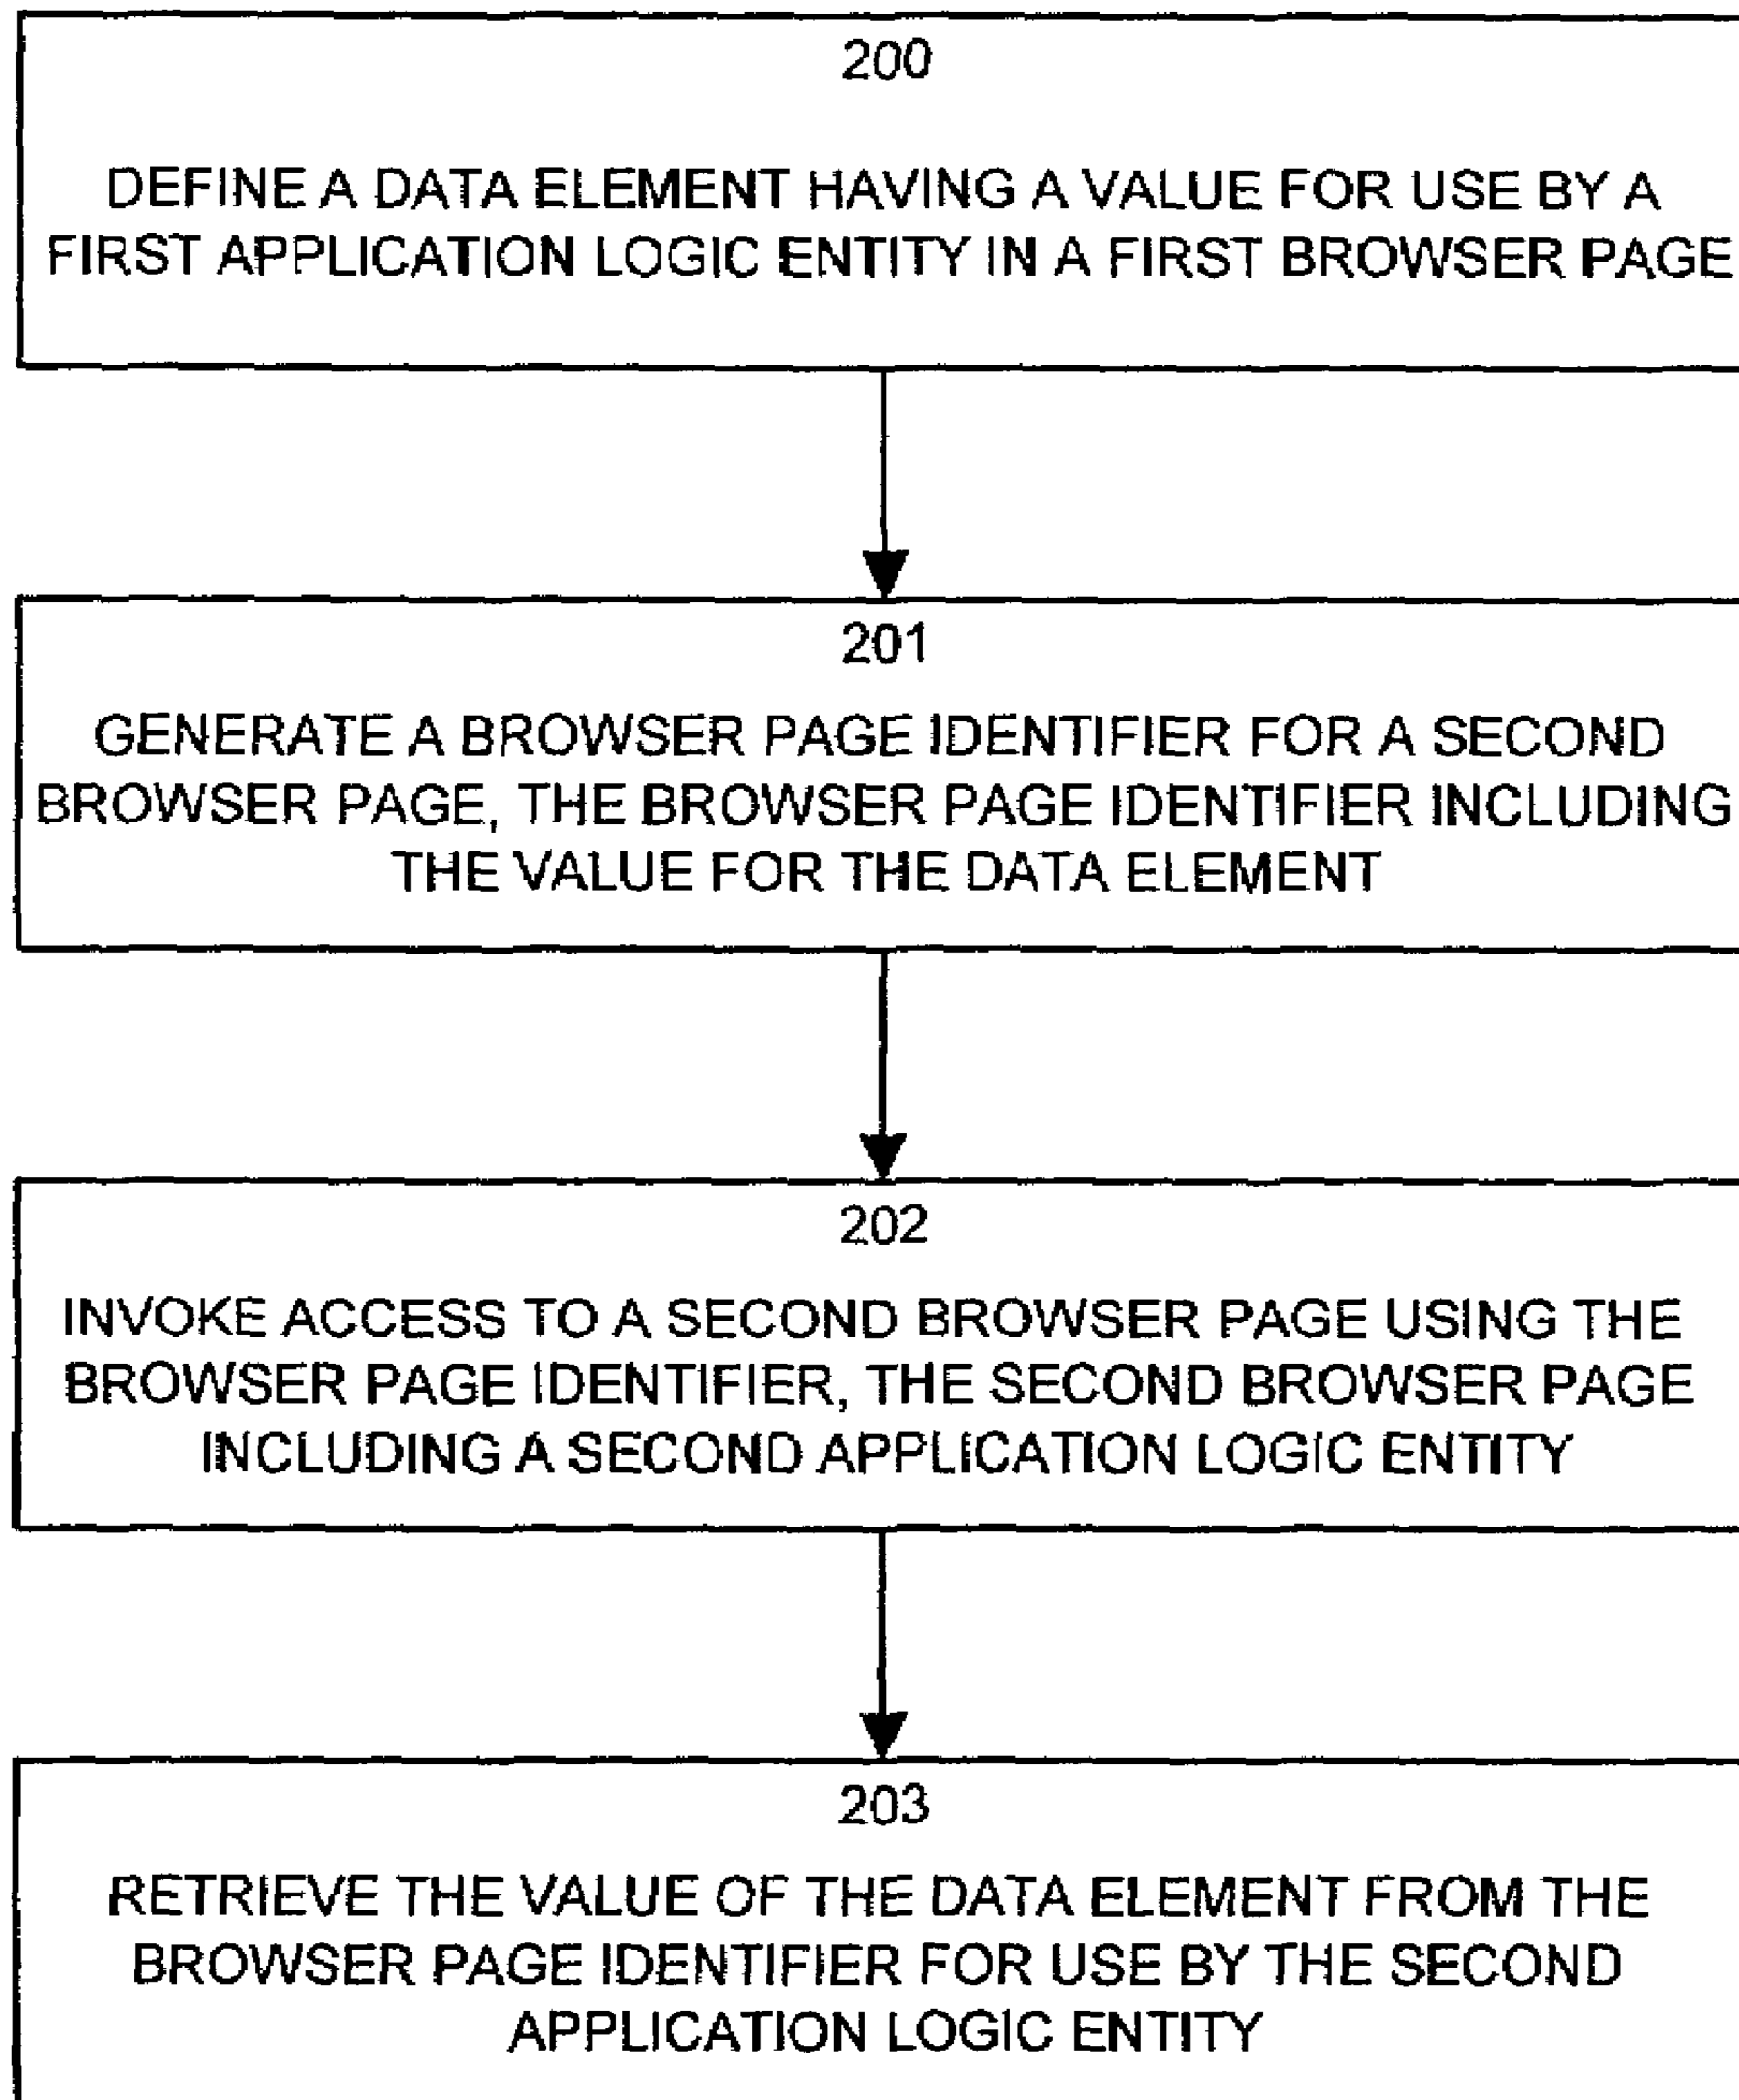 200
DEFINE A DATA ELEMENT HAVING A VALUE FOR USE BY A
FIRST APPLICATION LOGIC ENTITY IN A FIRST BROWSER PAGE
201
GENERATE A BROWSER PAGE IDENTIFIER FOR A SECOND
BROWSER PAGE, THE BROWSER PAGE IDENTIFIER INCLUDING
THE VALUE FOR THE DATA ELEMENT
202
INVOKE ACCESS TO A SECOND BROWSER PAGE USING THE
BROWSER PAGE IDENTIFIER, THE SECOND BROWSER PAGE
INCLUDING A SECOND APPLICATION LOGIC ENTITY
203
RETRIEVE THE VALUE OF THE DATA ELEMENT FROM THE
BROWSER PAGE IDENTIFIER FOR USE BY THE SECOND
APPLICATION LOGIC ENTITY